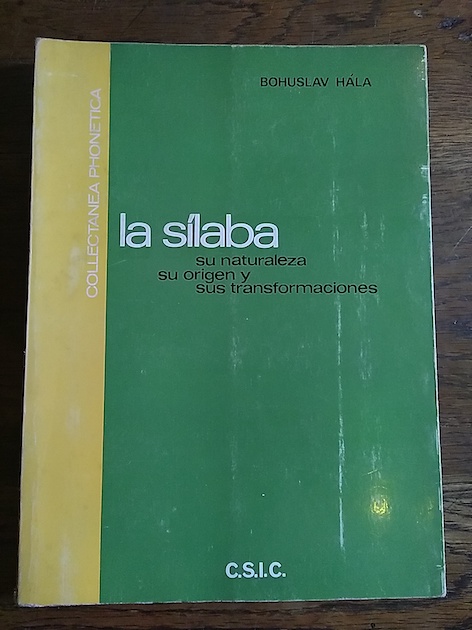 BOHUSLAV HÁLA
COLLECTANEA PHONETICA
la sílaba
su naturaleza
su origen y
sus transformaciones
C.S.I.C.